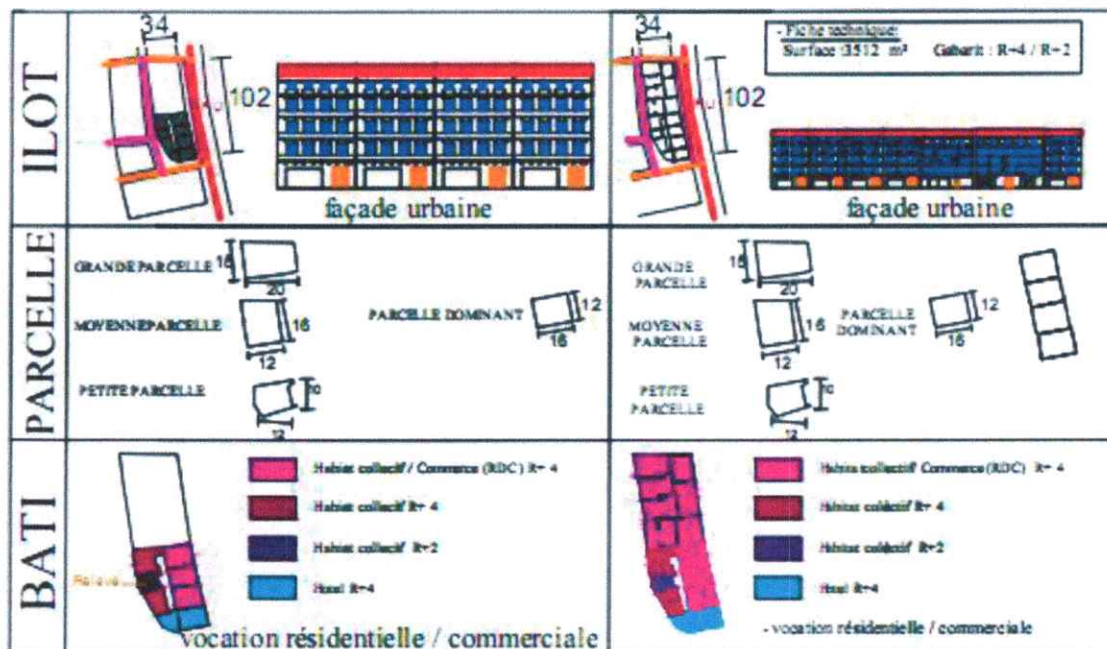 ILOT
34
102
façade urbaine
34
102
- Fiche technique:
Surface :3512 m² Gabarit : R+4 / R+2
façade urbaine
PARCELLE
GRANDE PARCELLE
20
MOYENNE PARCELLE
16
12
PETITE PARCELLE
10
12
PARCELLE DOMINANT
12
16
GRANDE
PARCELLE
20
MOYENNE
PARCELLE
16
12
PETITE
PARCELLE
12
PARCELLE
DOMINANT
12
16
BATI
Habitat collectif / Commerce (RDC) R+ 4
Habitat collectif R+ 4
Habitat collectif R+2
Hotel R+4
Relevé
vocation résidentielle / commerciale
Habitat collectif/ Commerce (RDC) R+ 4
Habitat collectif R+ 4
Habitat collectif R+2
Hotel R+4
- vocation résidentielle / commerciale